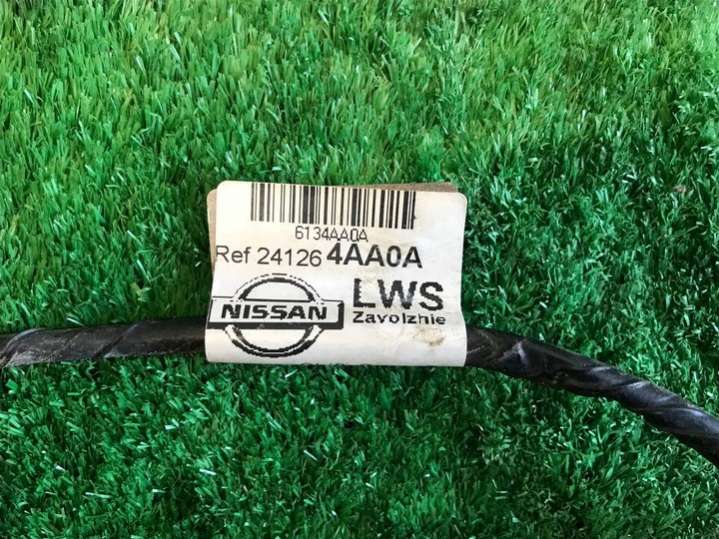 6134AA0A
Ref 24126 4AA0A
NISSAN
LWS
Zavolzhie